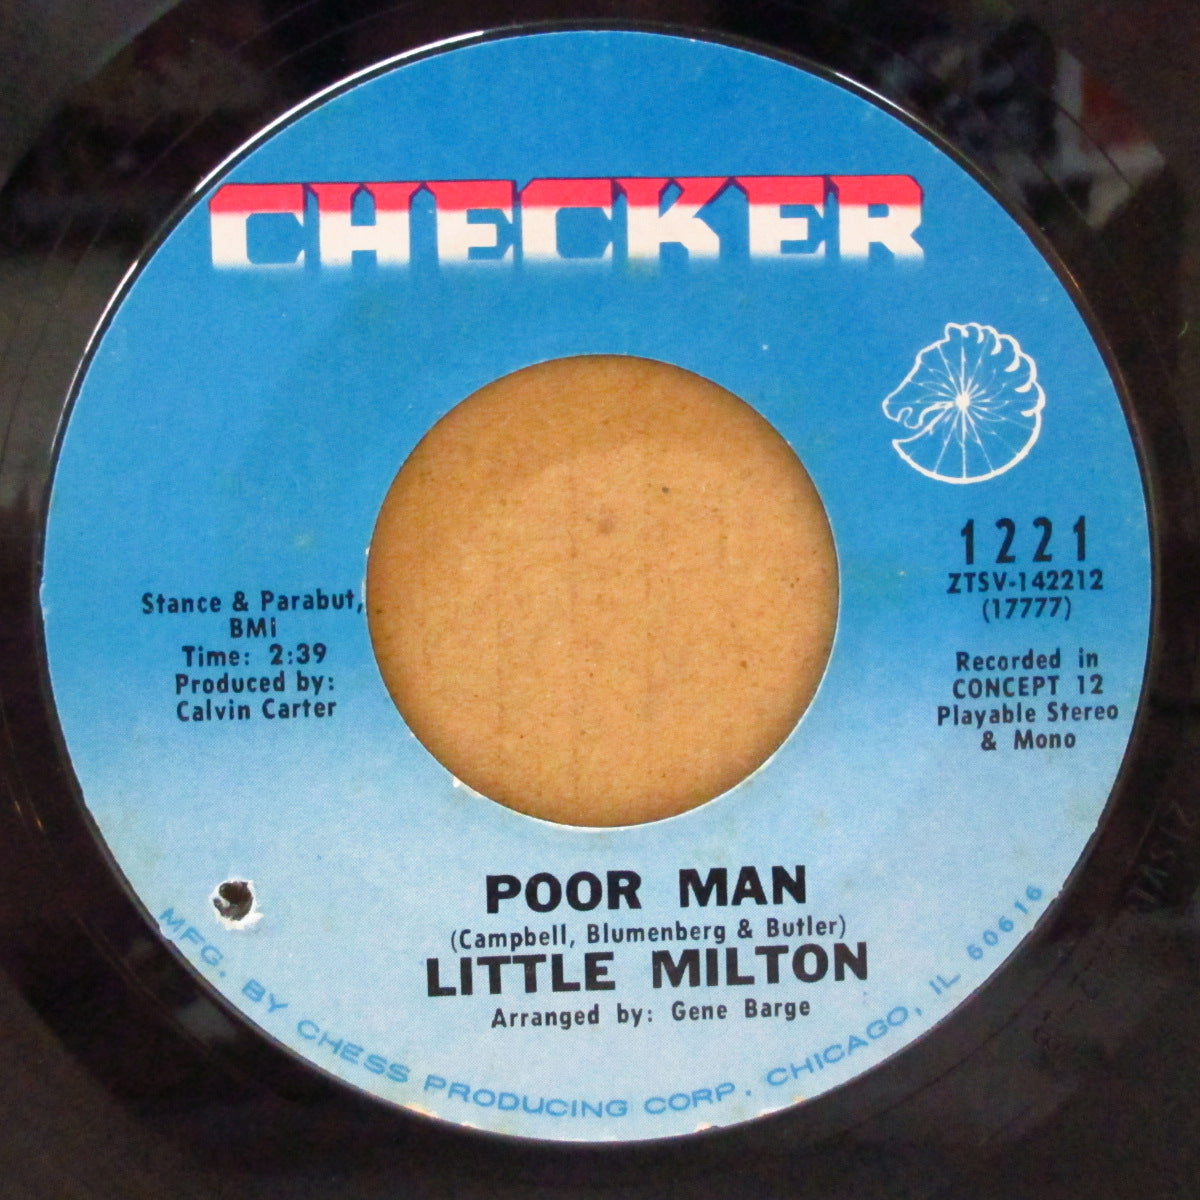 CHECKER
1221
ZTSV-142212
(17777)
Stance & Parabut,
BMI
Time: 2:39
Produced by:
Calvin Carter
Recorded in
CONCEPT 12
Playable Stereo
& Mono
POOR MAN
(Campbell, Blumenberg & Butler)
LITTLE MILTON
Arranged by: Gene Barge
MFG. BY CHESS PRODUCING CORP. CHICAGO, IL 60616